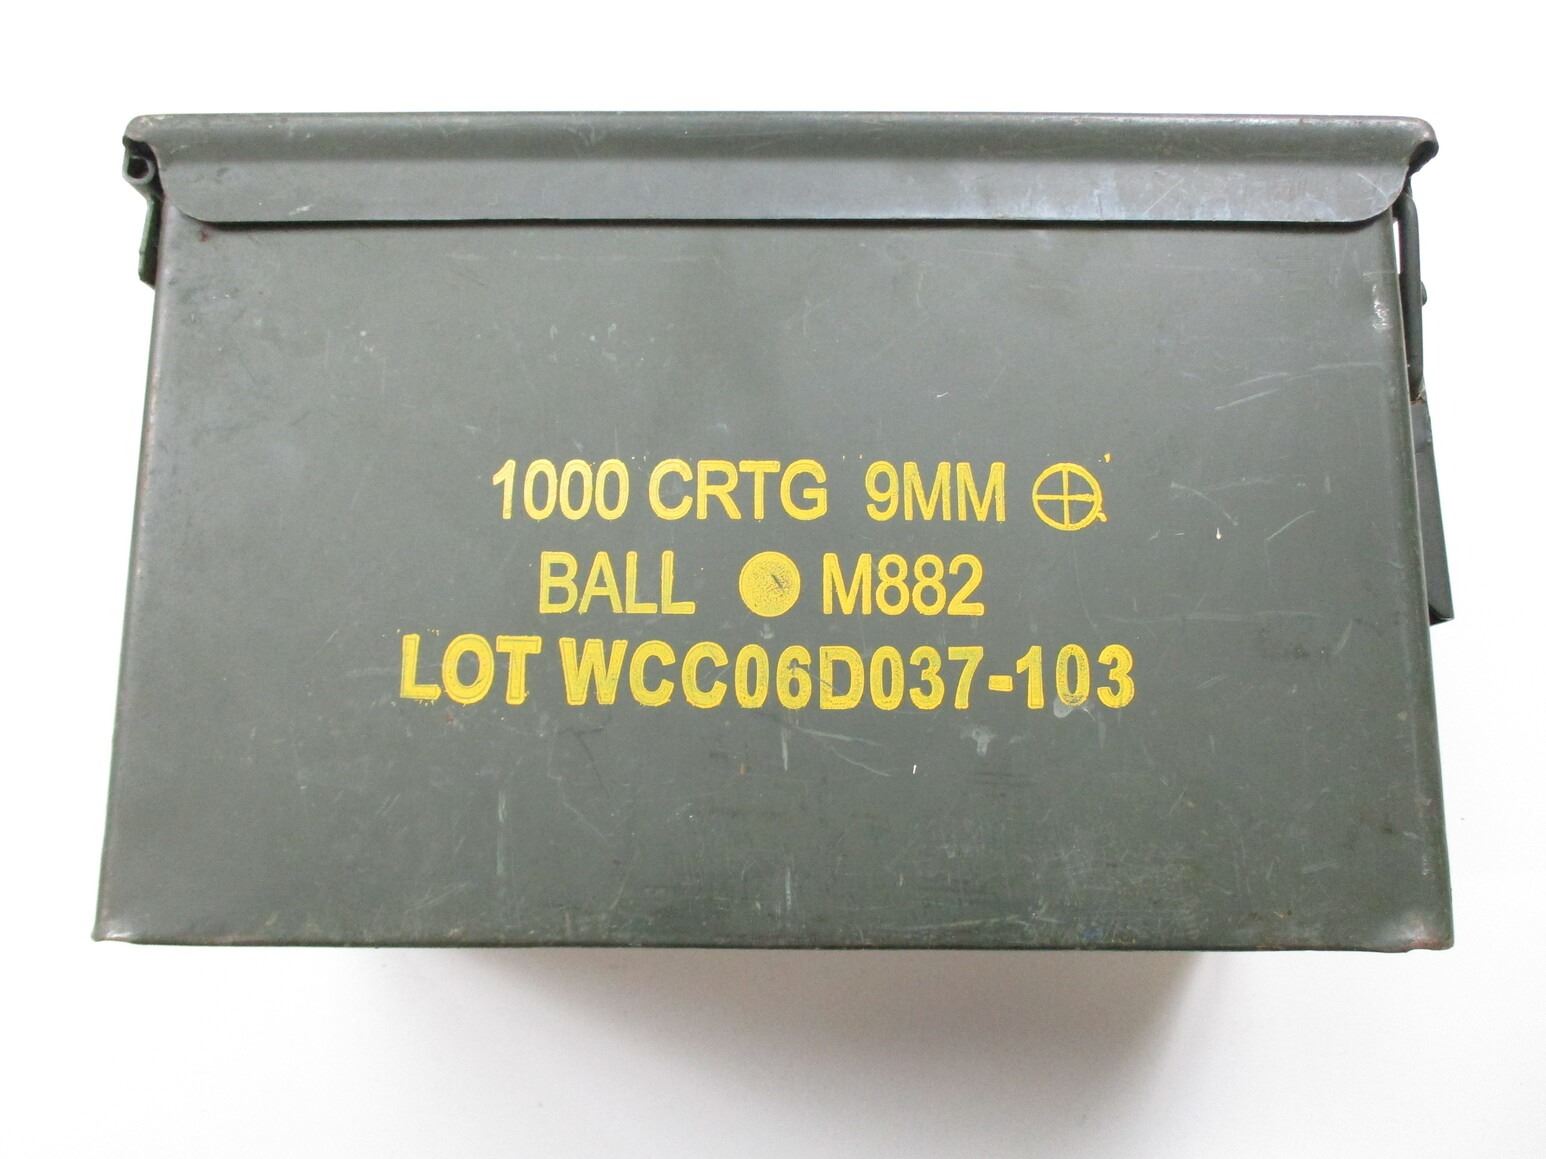 1000 CRTG 9MM ⊕
BALL ● M882
LOT WCC06D037-103